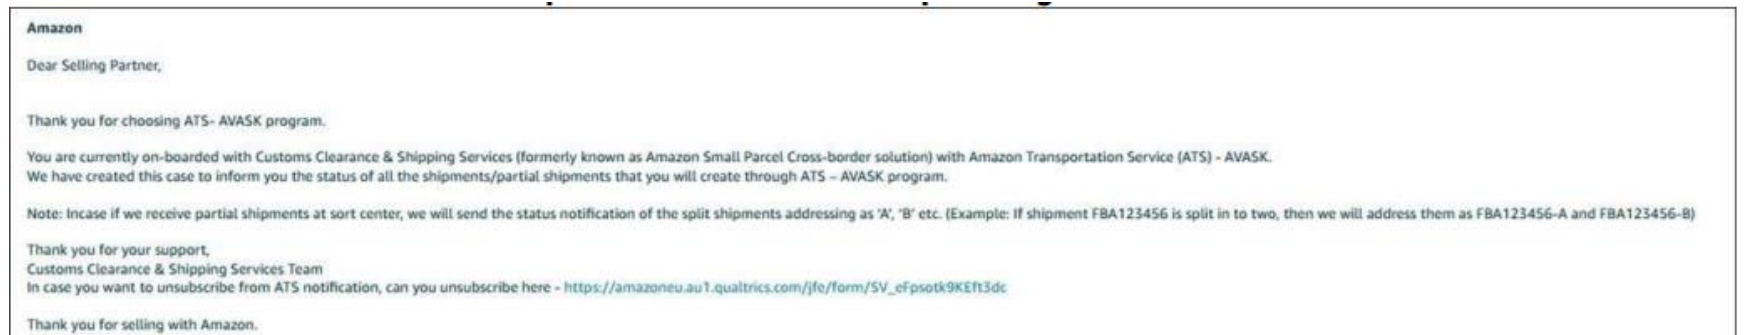 Amazon
Dear Selling Partner,
Thank you for choosing ATS- AVASK program.
You are currently on-boarded with Customs Clearance & Shipping Services (formerly known as Amazon Small Parcel Cross-border solution) with Amazon Transportation Service (ATS) - AVASK.
We have created this case to inform you the status of all the shipments/partial shipments that you will create through ATS – AVASK program.
Note: Incase if we receive partial shipments at sort center, we will send the status notification of the split shipments addressing as 'A', 'B' etc. (Example: If shipment FBA123456 is split in to two, then we will address them as FBA123456-A and FBA123456-B)
Thank you for your support,
Customs Clearance & Shipping Services Team
In case you want to unsubscribe from ATS notification, can you unsubscribe here - https://amazoneu.au1.qualtrics.com/jfe/form/SV_eFpsotk9KEft3dc
Thank you for selling with Amazon.